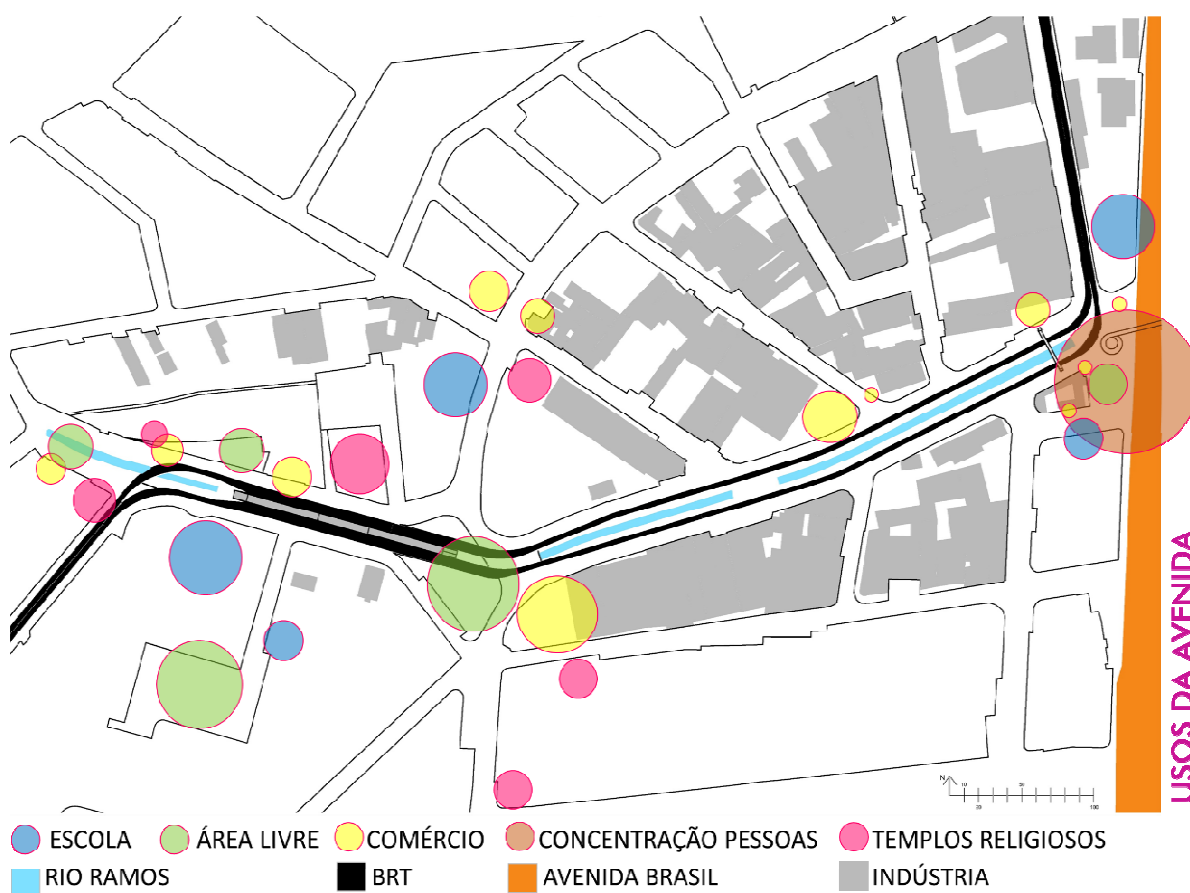 USOS DA AVENIDA
N
ESCOLA ÁREA LIVRE COMÉRCIO CONCENTRAÇÃO PESSOAS TEMPLOS RELIGIOSOS
RIO RAMOS BRT AVENIDA BRASIL INDÚSTRIA